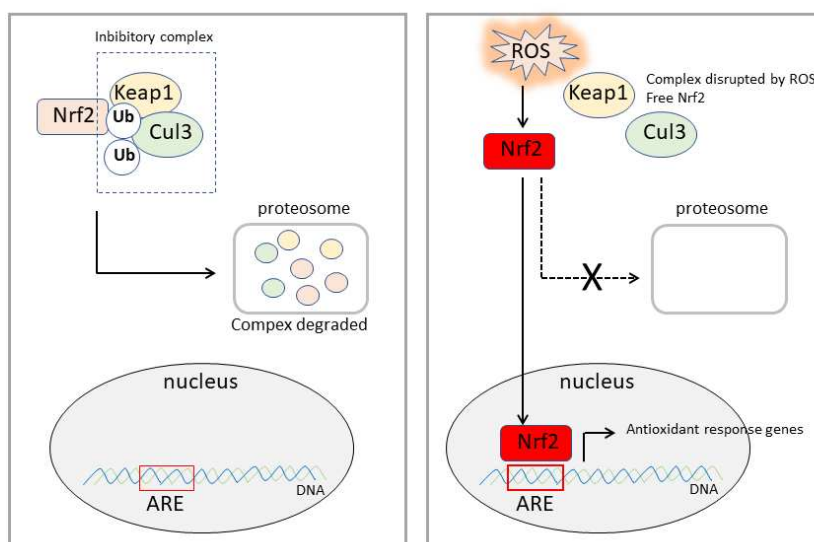 Inbibitory complex
Keap1
Nrf2
Ub
Cul3
Ub
proteosome
Compex degraded
nucleus
DNA
ARE
ROS
Keap1
Complex disrupted by ROS
Free Nrf2
Cul3
Nrf2
proteosome
X
nucleus
Nrf2
Antioxidant response genes
DNA
ARE